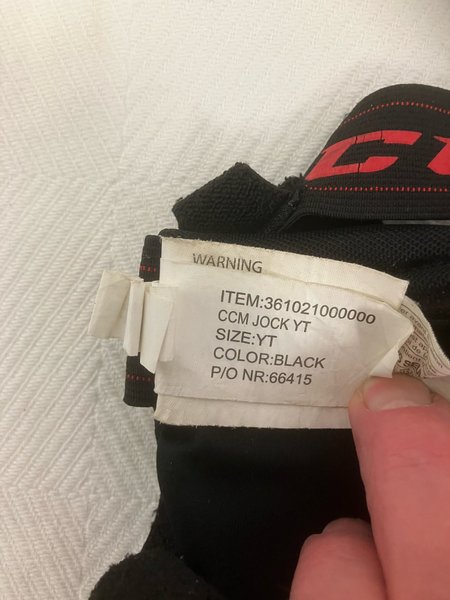 WARNING
ITEM:361021000000
CCM JOCK YT
SIZE:YT
COLOR:BLACK
P/O NR:66415